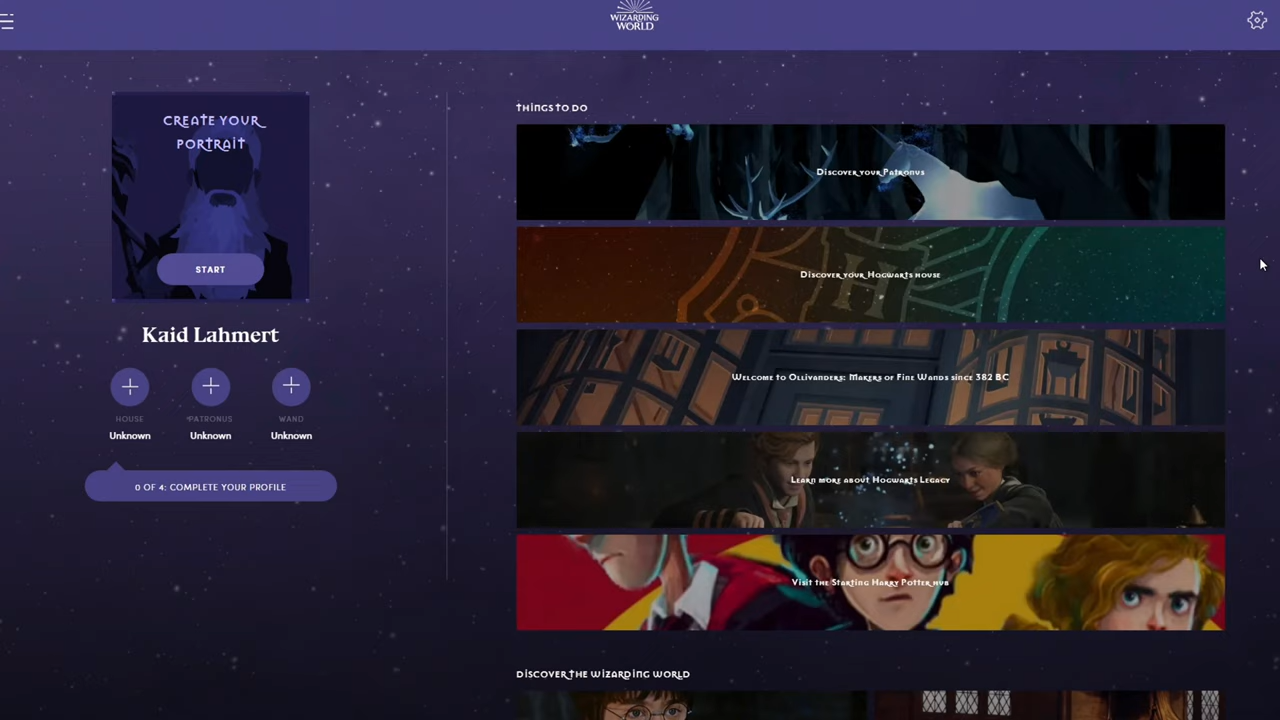 WIZARDING
WORLD
CREATE YOUR
PORTRAIT
START
Kaid Lahmert
HOUSE
Unknown
PATRONUS
Unknown
WAND
Unknown
0 OF 4: COMPLETE YOUR PROFILE
THINGS TO DO
Discover your Patronus
Discover your Hogwarts house
Welcome to Ollivanders: Makers of Fine Wands since 382 BC
Learn more about Hogwarts Legacy
Visit the Starting Harry Potter hub
DISCOVER THE WIZARDING WORLD